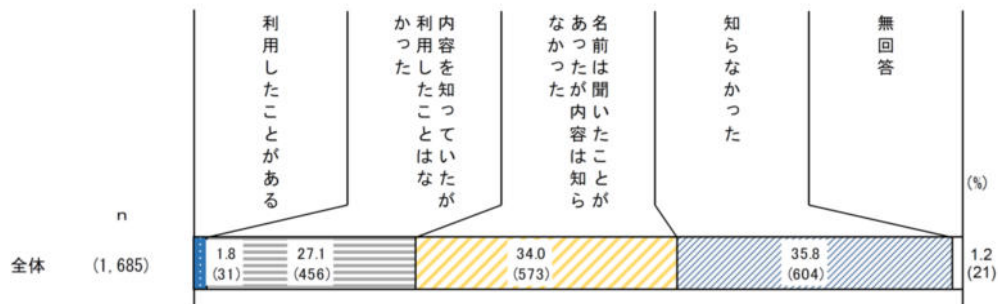 利用したことがある
内容を知っていたが
利用したことはな
かった
名前は聞いたことが
あったが内容は知ら
なかった
知らなかった
無回答
(%)
n
全体 (1,685) 1.8 27.1 34.0 35.8 1.2
(31) (456) (573) (604) (21)